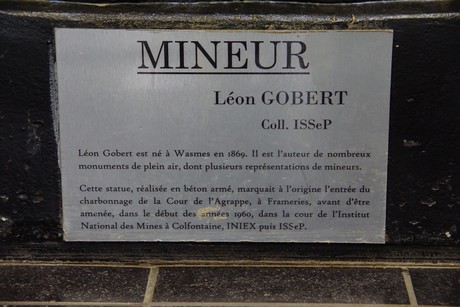 MINEUR
Léon GOBERT
Coll. ISSeP
Léon Gobert est né à Wasmes en 1869. Il est l'auteur de nombreux
monuments de plein air, dont plusieurs représentations de mineurs.
Cette statue, réalisée en béton armé, marquait à l'origine l'entrée du
charbonnage de la Cour de l'Agrappe, à Frameries, avant d'être
amenée, dans le début des années 1960, dans la cour de l'Institut
National des Mines à Colfontaine, INIEX puis ISSeP.